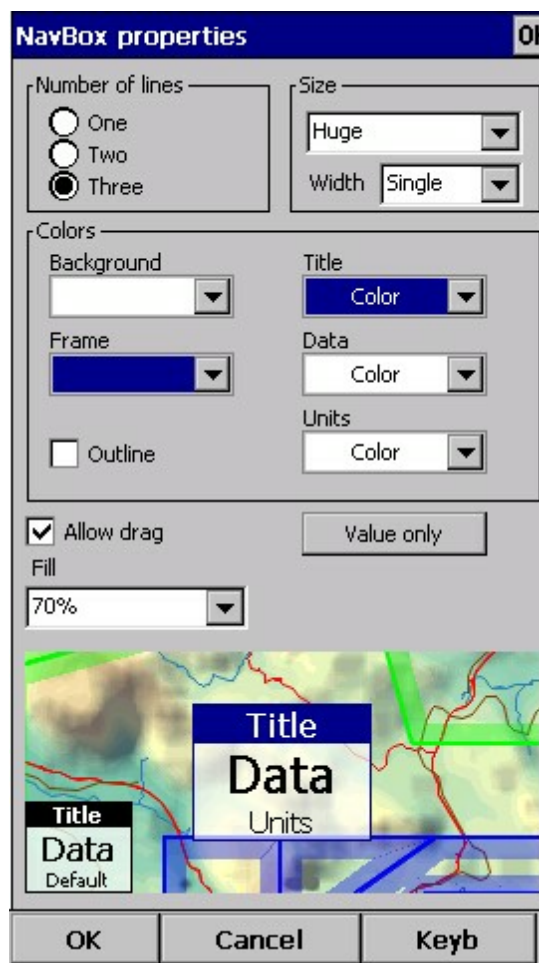 NavBox properties
Number of lines
One
Two
Three
Size
Huge
Width Single
Colors
Background
Title
Color
Frame
Data
Color
Units
Outline
Color
Allow drag
Value only
Fill
70%
Title
Data
Units
Title
Data
Default
OK Cancel Keyb